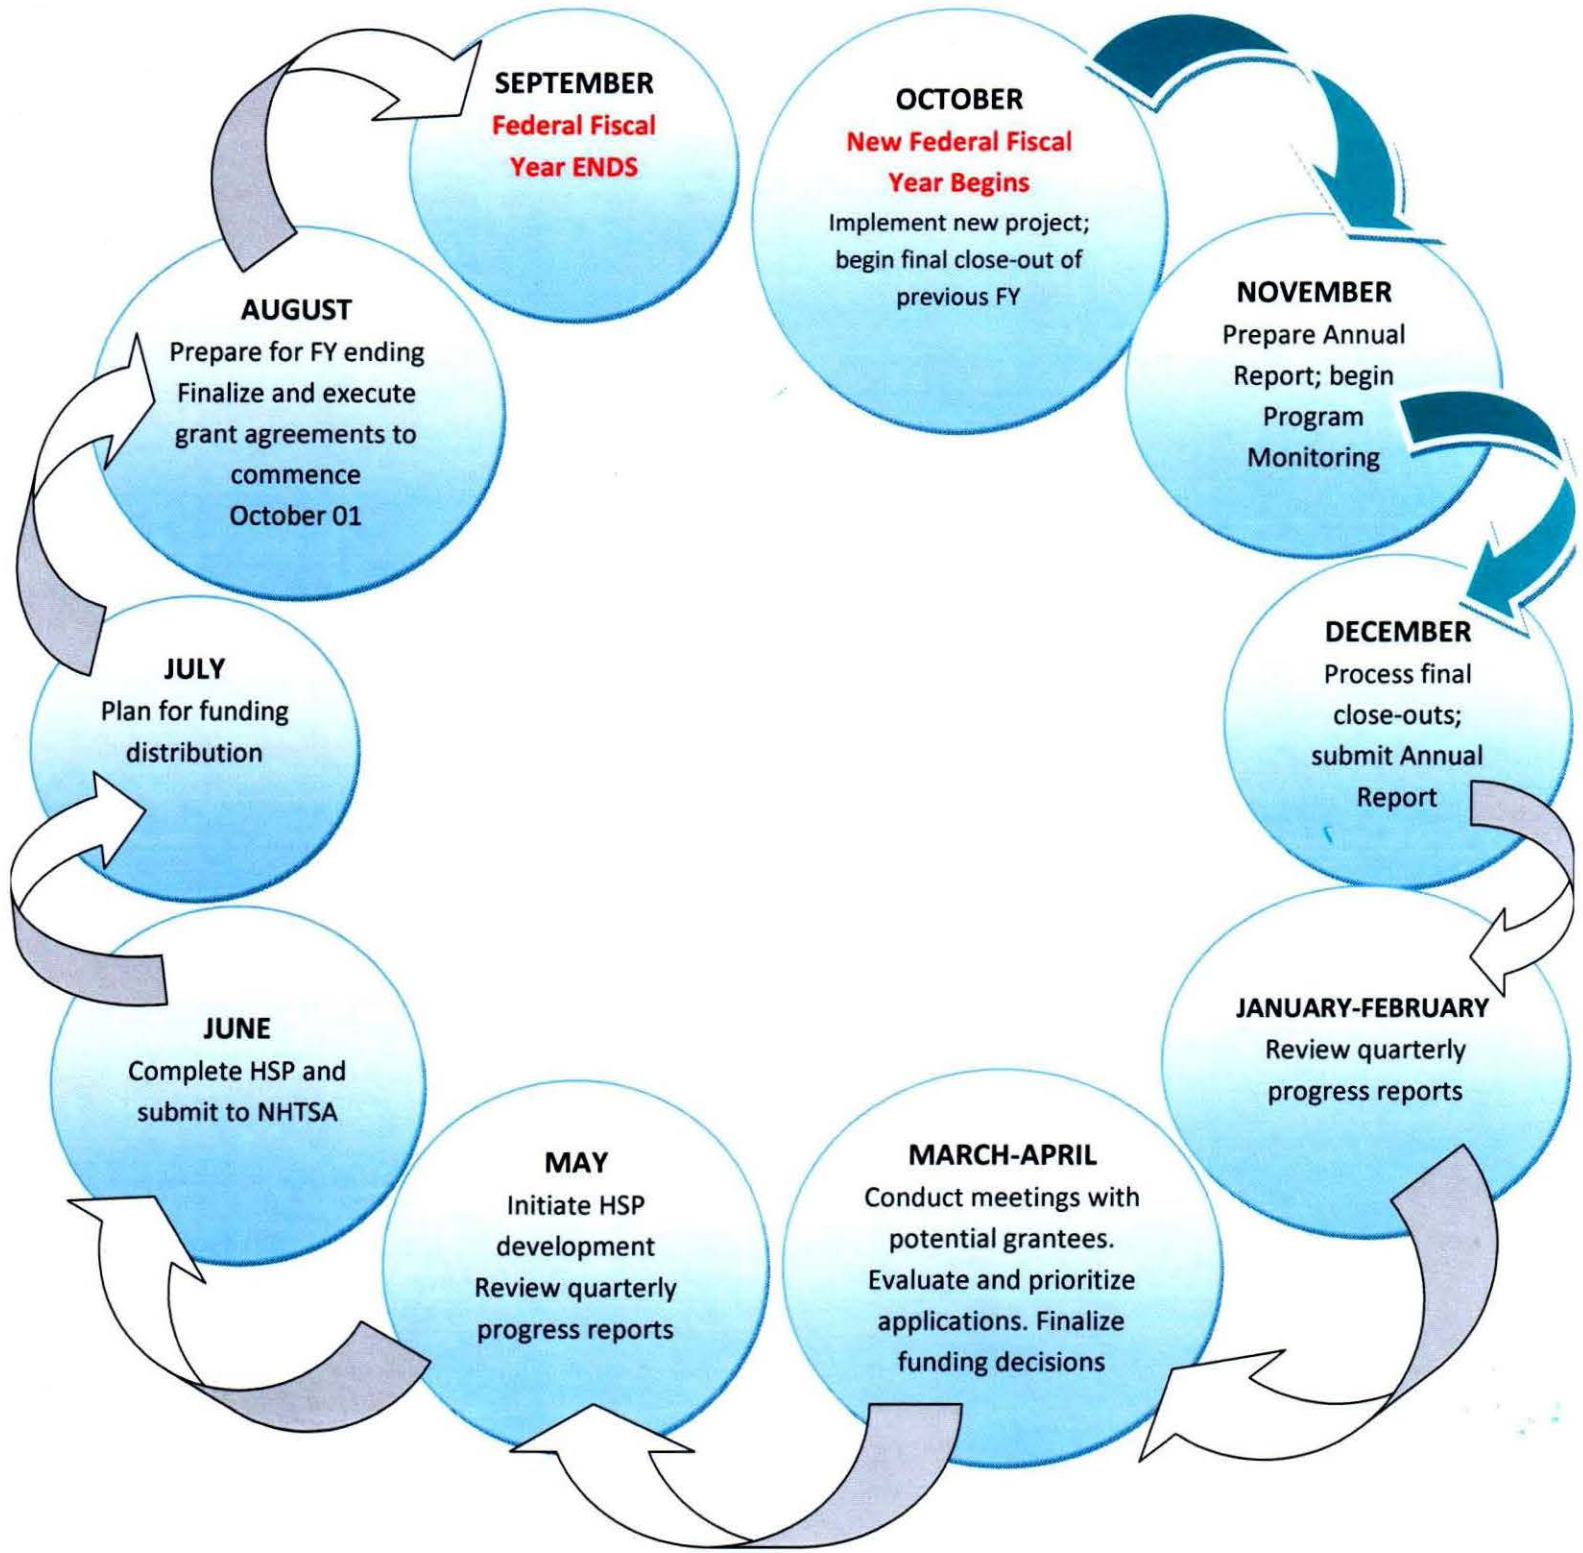 OCTOBER
New Federal Fiscal
Year Begins
Implement new project;
begin final close-out of
previous FY
NOVEMBER
Prepare Annual
Report; begin
Program
Monitoring
DECEMBER
Process final
close-outs;
submit Annual
Report
JANUARY-FEBRUARY
Review quarterly
progress reports
MARCH-APRIL
Conduct meetings with
potential grantees.
Evaluate and prioritize
applications. Finalize
funding decisions
MAY
Initiate HSP
development
Review quarterly
progress reports
JUNE
Complete HSP and
submit to NHTSA
JULY
Plan for funding
distribution
AUGUST
Prepare for FY ending
Finalize and execute
grant agreements to
commence
October 01
SEPTEMBER
Federal Fiscal
Year ENDS